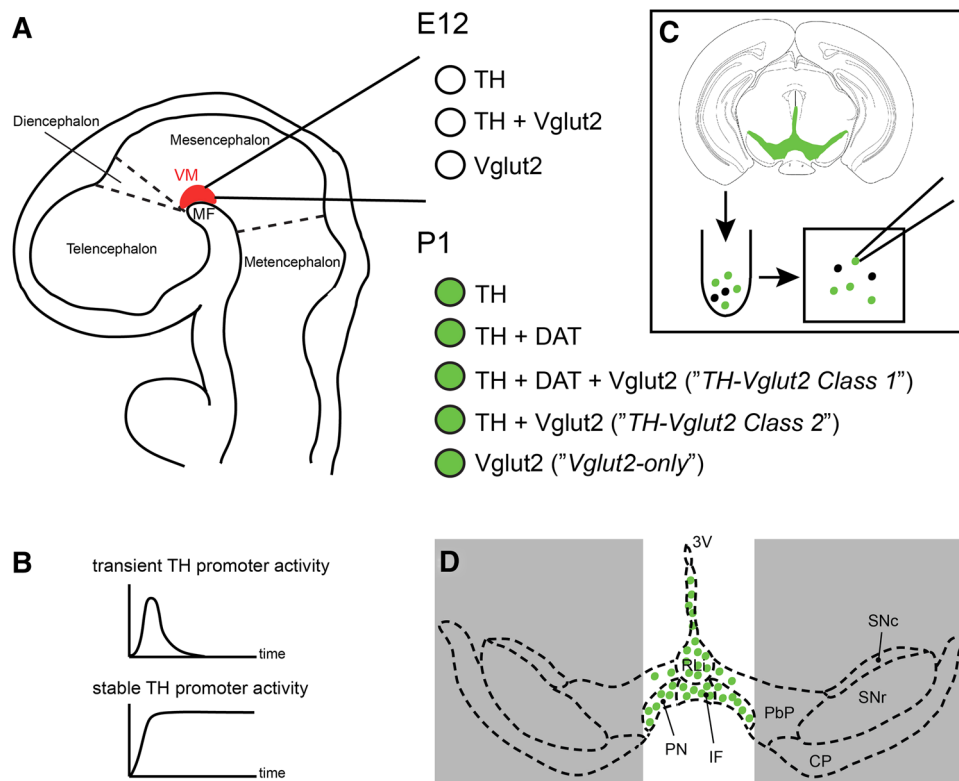 A
Diencephalon
Mesencephalon
VM
MF
Telencephalon
Metencephalon
E12
TH
TH + Vglut2
Vglut2
P1
TH
TH + DAT
TH + DAT + Vglut2 ("TH-Vglut2 Class 1")
TH + Vglut2 ("TH-Vglut2 Class 2")
Vglut2 ("Vglut2-only")
C
B
transient TH promoter activity
time
stable TH promoter activity
time
D
3V
SNc
RLi
SNr
PbP
PN
IF
CP